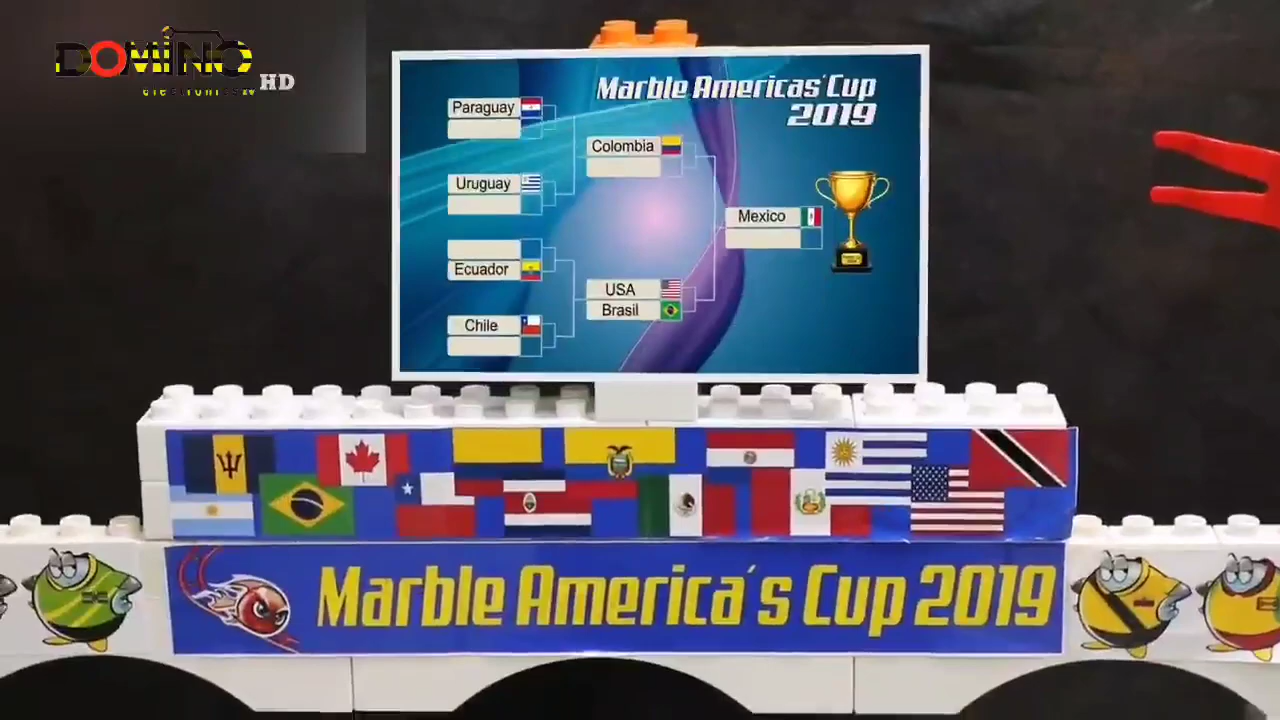 DOMINO
HD
Marble Americas'Cup
2019
Paraguay
Colombia
Uruguay
Mexico
Ecuador
USA
Brasil
Chile
Marble America´s Cup 2019